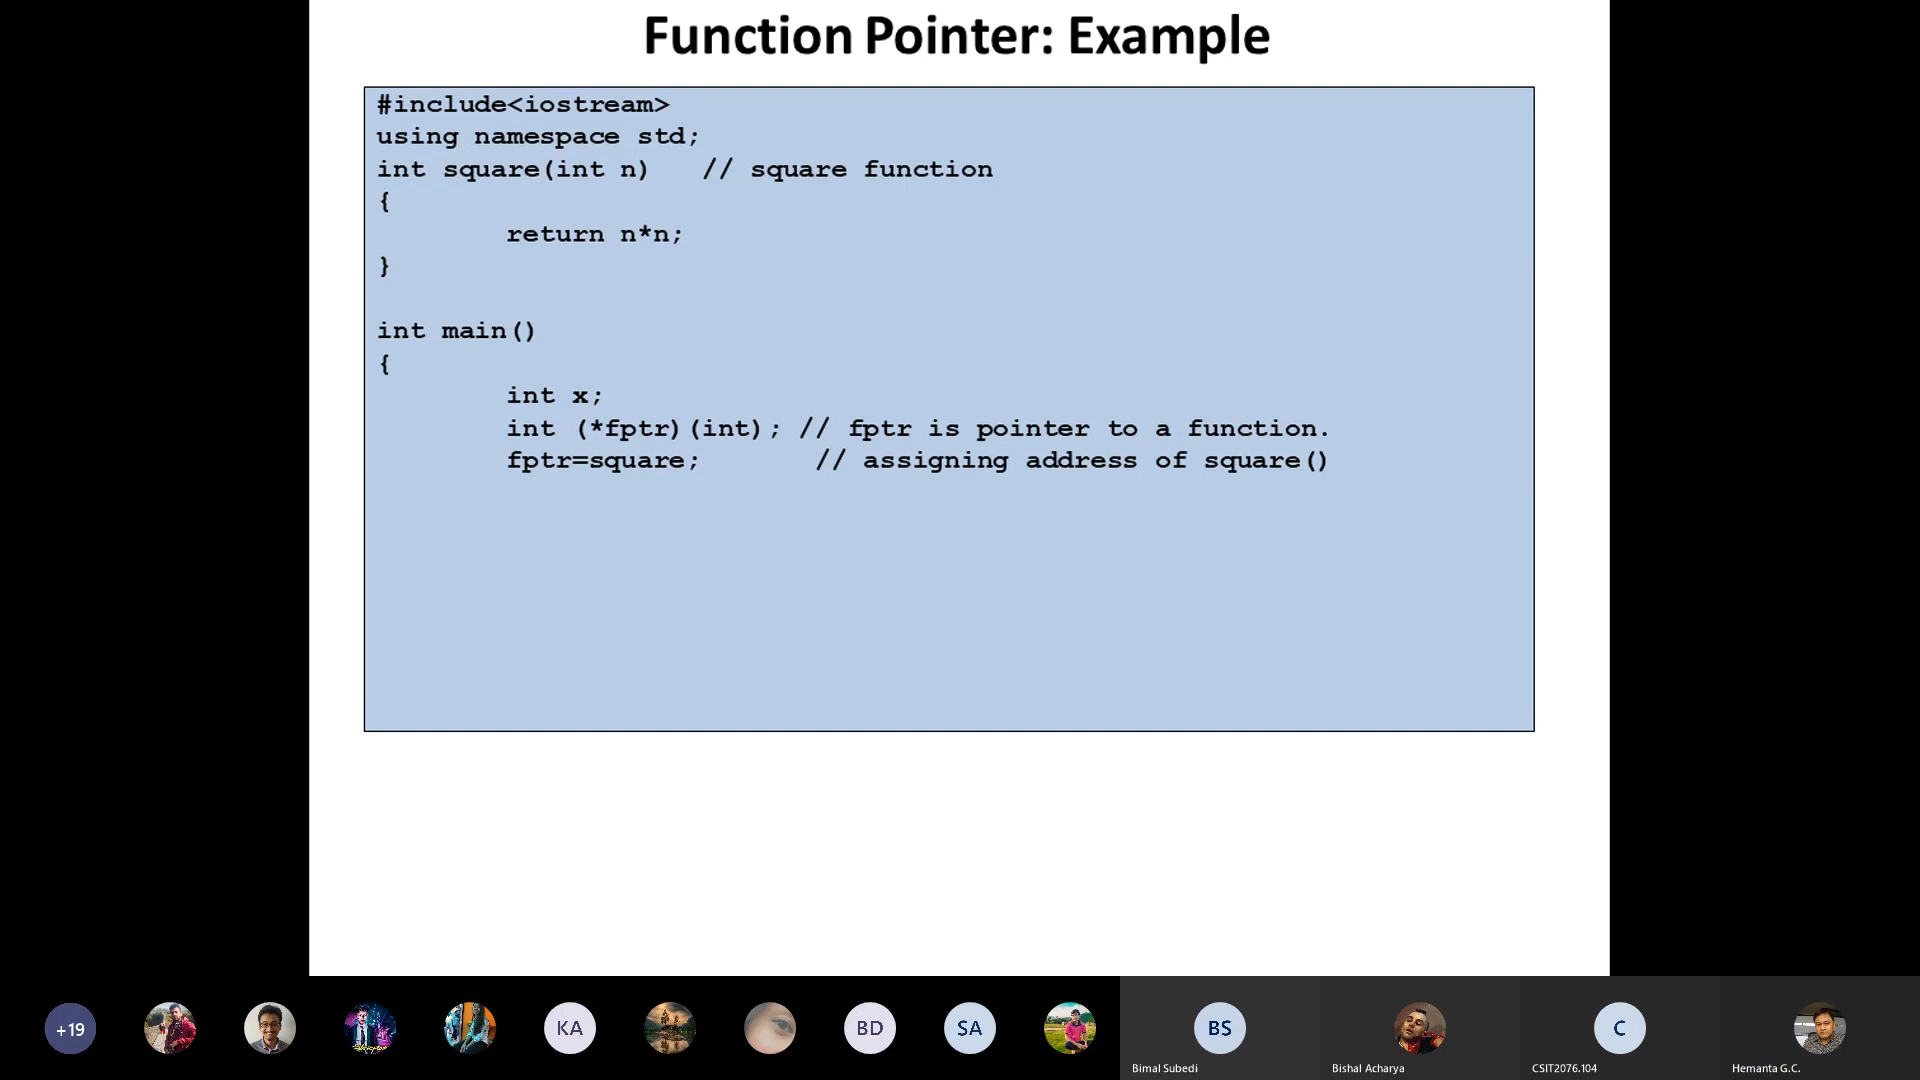 Function Pointer: Example
#include<iostream>
using namespace std;
int square(int n)   // square function
{
        return n*n;
}
int main()
{
        int x;
        int (*fptr)(int); // fptr is pointer to a function.
        fptr=square;       // assigning address of square()
+19
KA
BD
SA
BS
C
Bimal Subedi
Bishal Acharya
CSIT2076.104
Hemanta G.C.